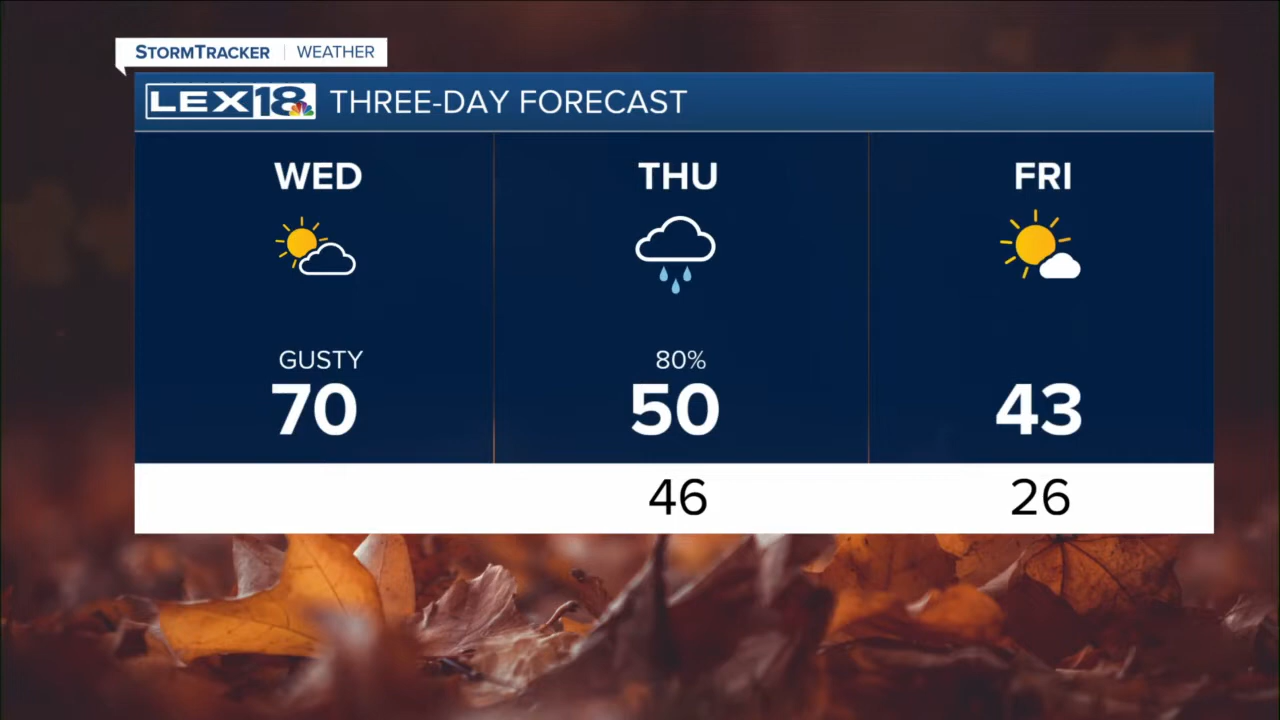 STORMTRACKER WEATHER
LEX18 THREE-DAY FORECAST
WED THU FRI
GUSTY 80%
70 50 43
46 26